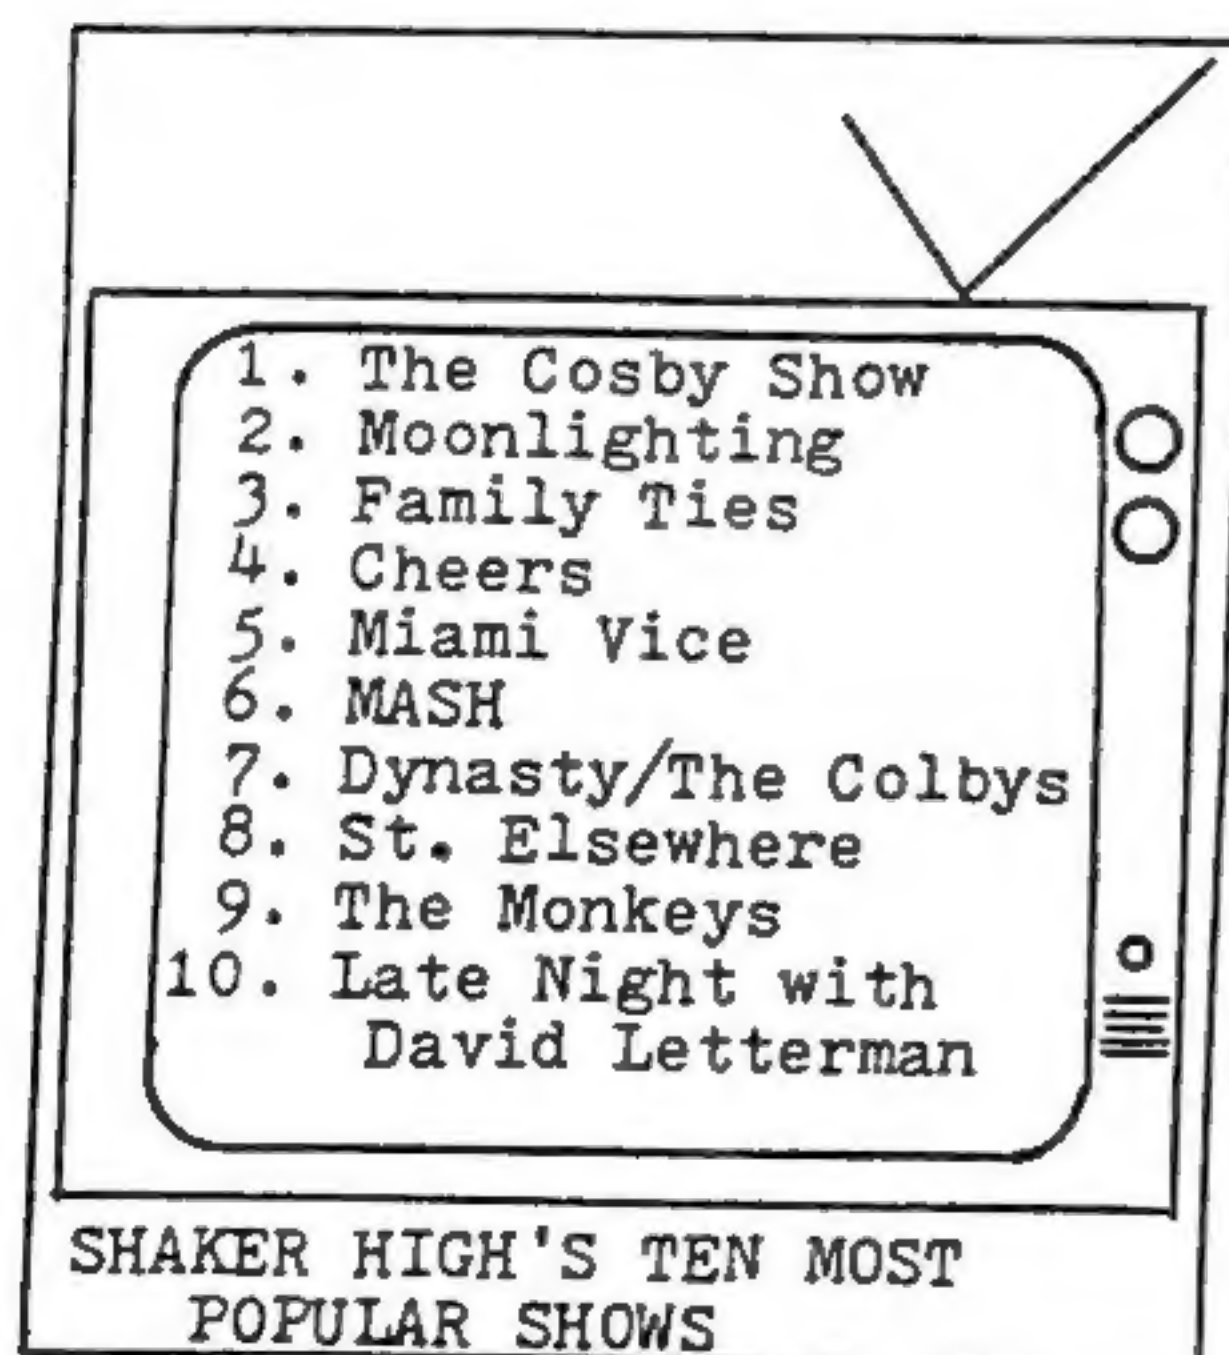 1. The Cosby Show
2. Moonlighting
3. Family Ties
4. Cheers
5. Miami Vice
6. MASH
7. Dynasty/The Colbys
8. St. Elsewhere
9. The Monkeys
10. Late Night with
David Letterman
SHAKER HIGH'S TEN MOST
POPULAR SHOWS